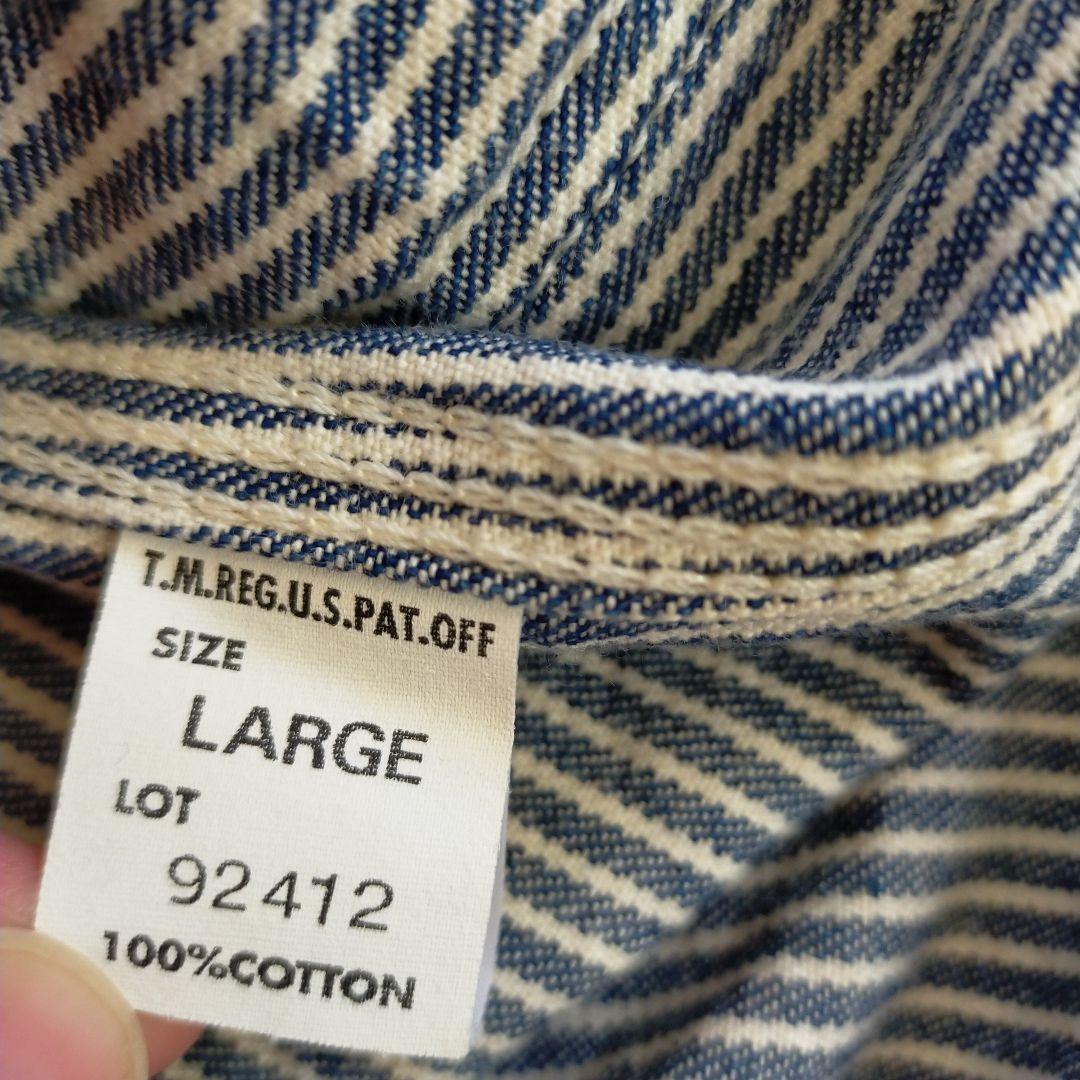 T.M.REG.U.S.PAT.OFF
SIZE
LARGE
LOT
92412
100%COTTON